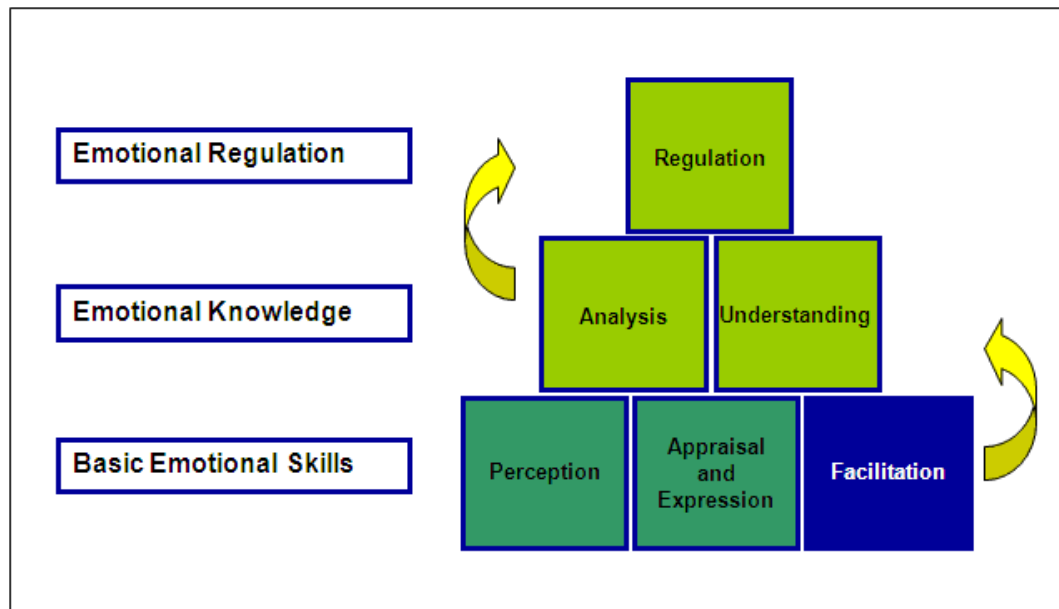 Emotional Regulation
Regulation
Emotional Knowledge
Analysis
Understanding
Basic Emotional Skills
Perception
Appraisal
and
Expression
Facilitation